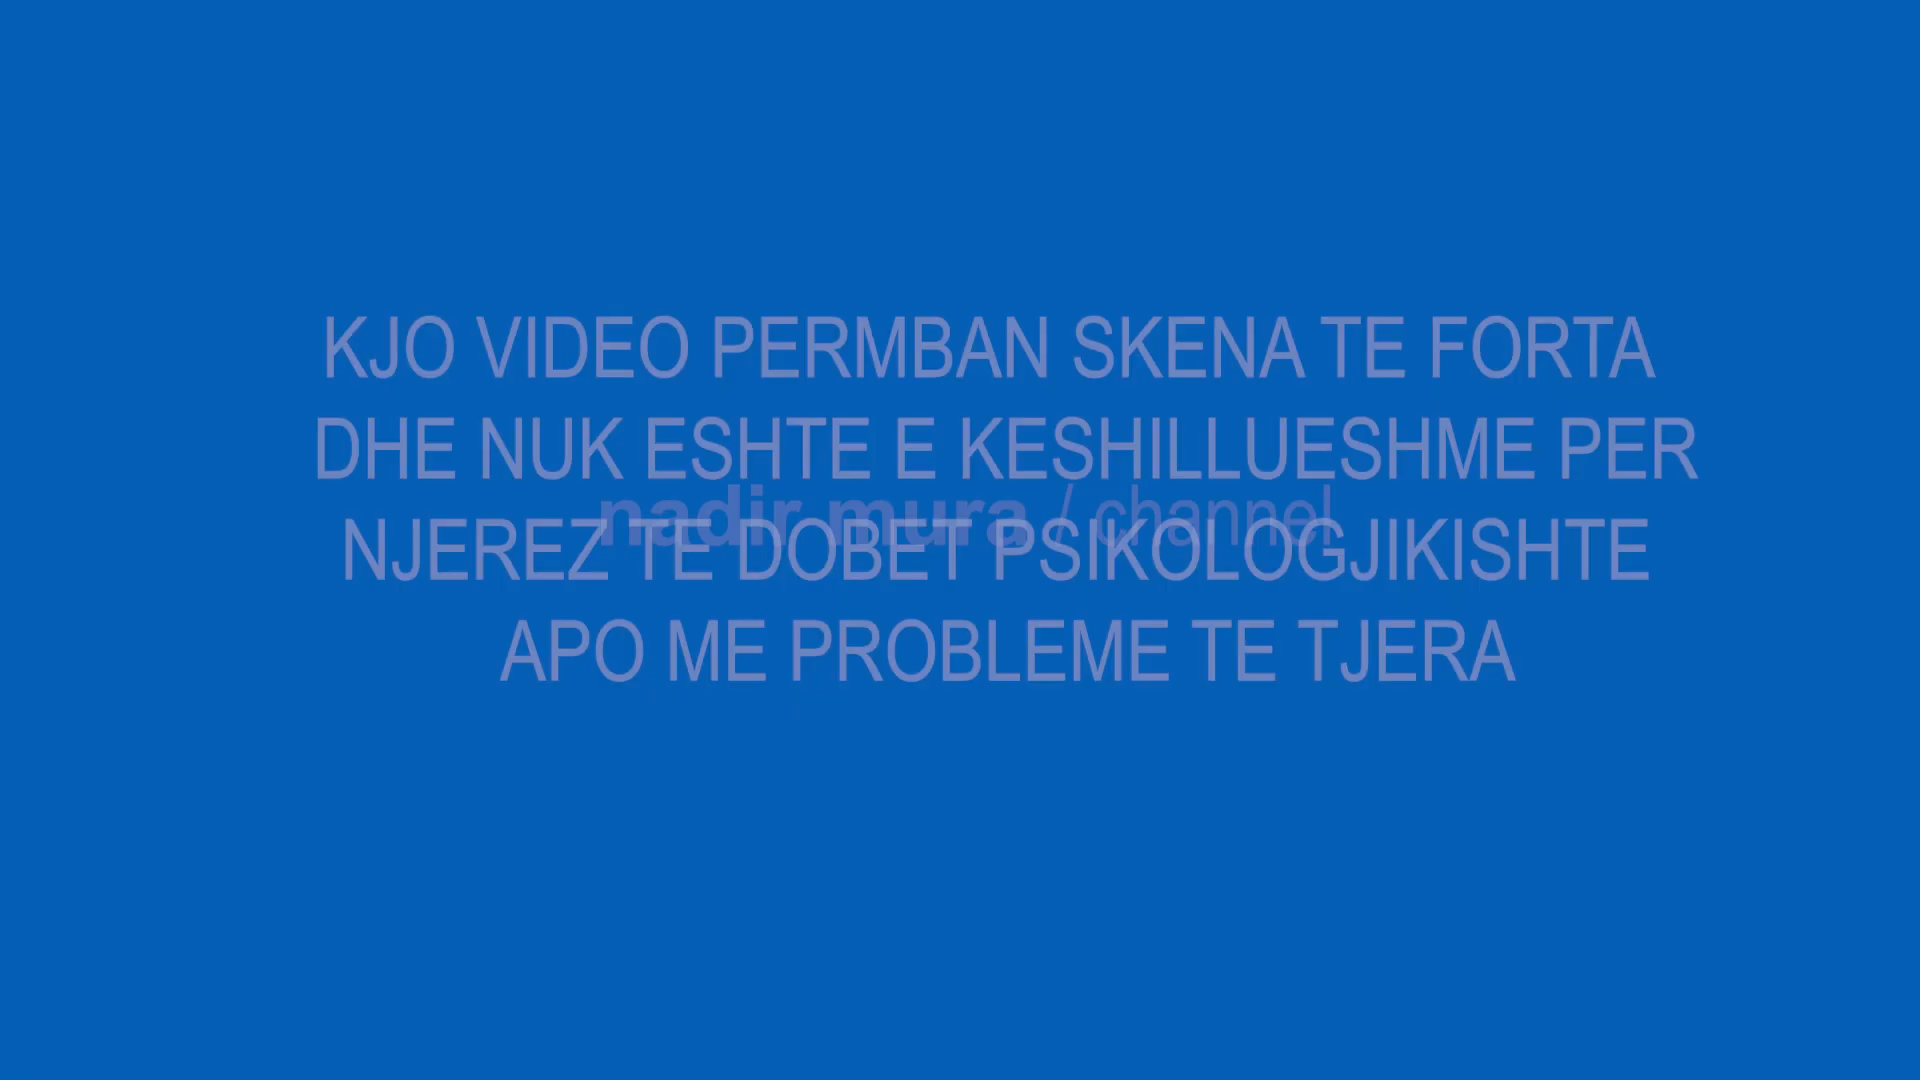 KJO VIDEO PERMBAN SKENA TE FORTA
DHE NUK ESHTE E KESHILLUESHME PER
nadir mura / channel
NJEREZ TE DOBET PSIKOLOGJIKISHTE
APO ME PROBLEME TE TJERA